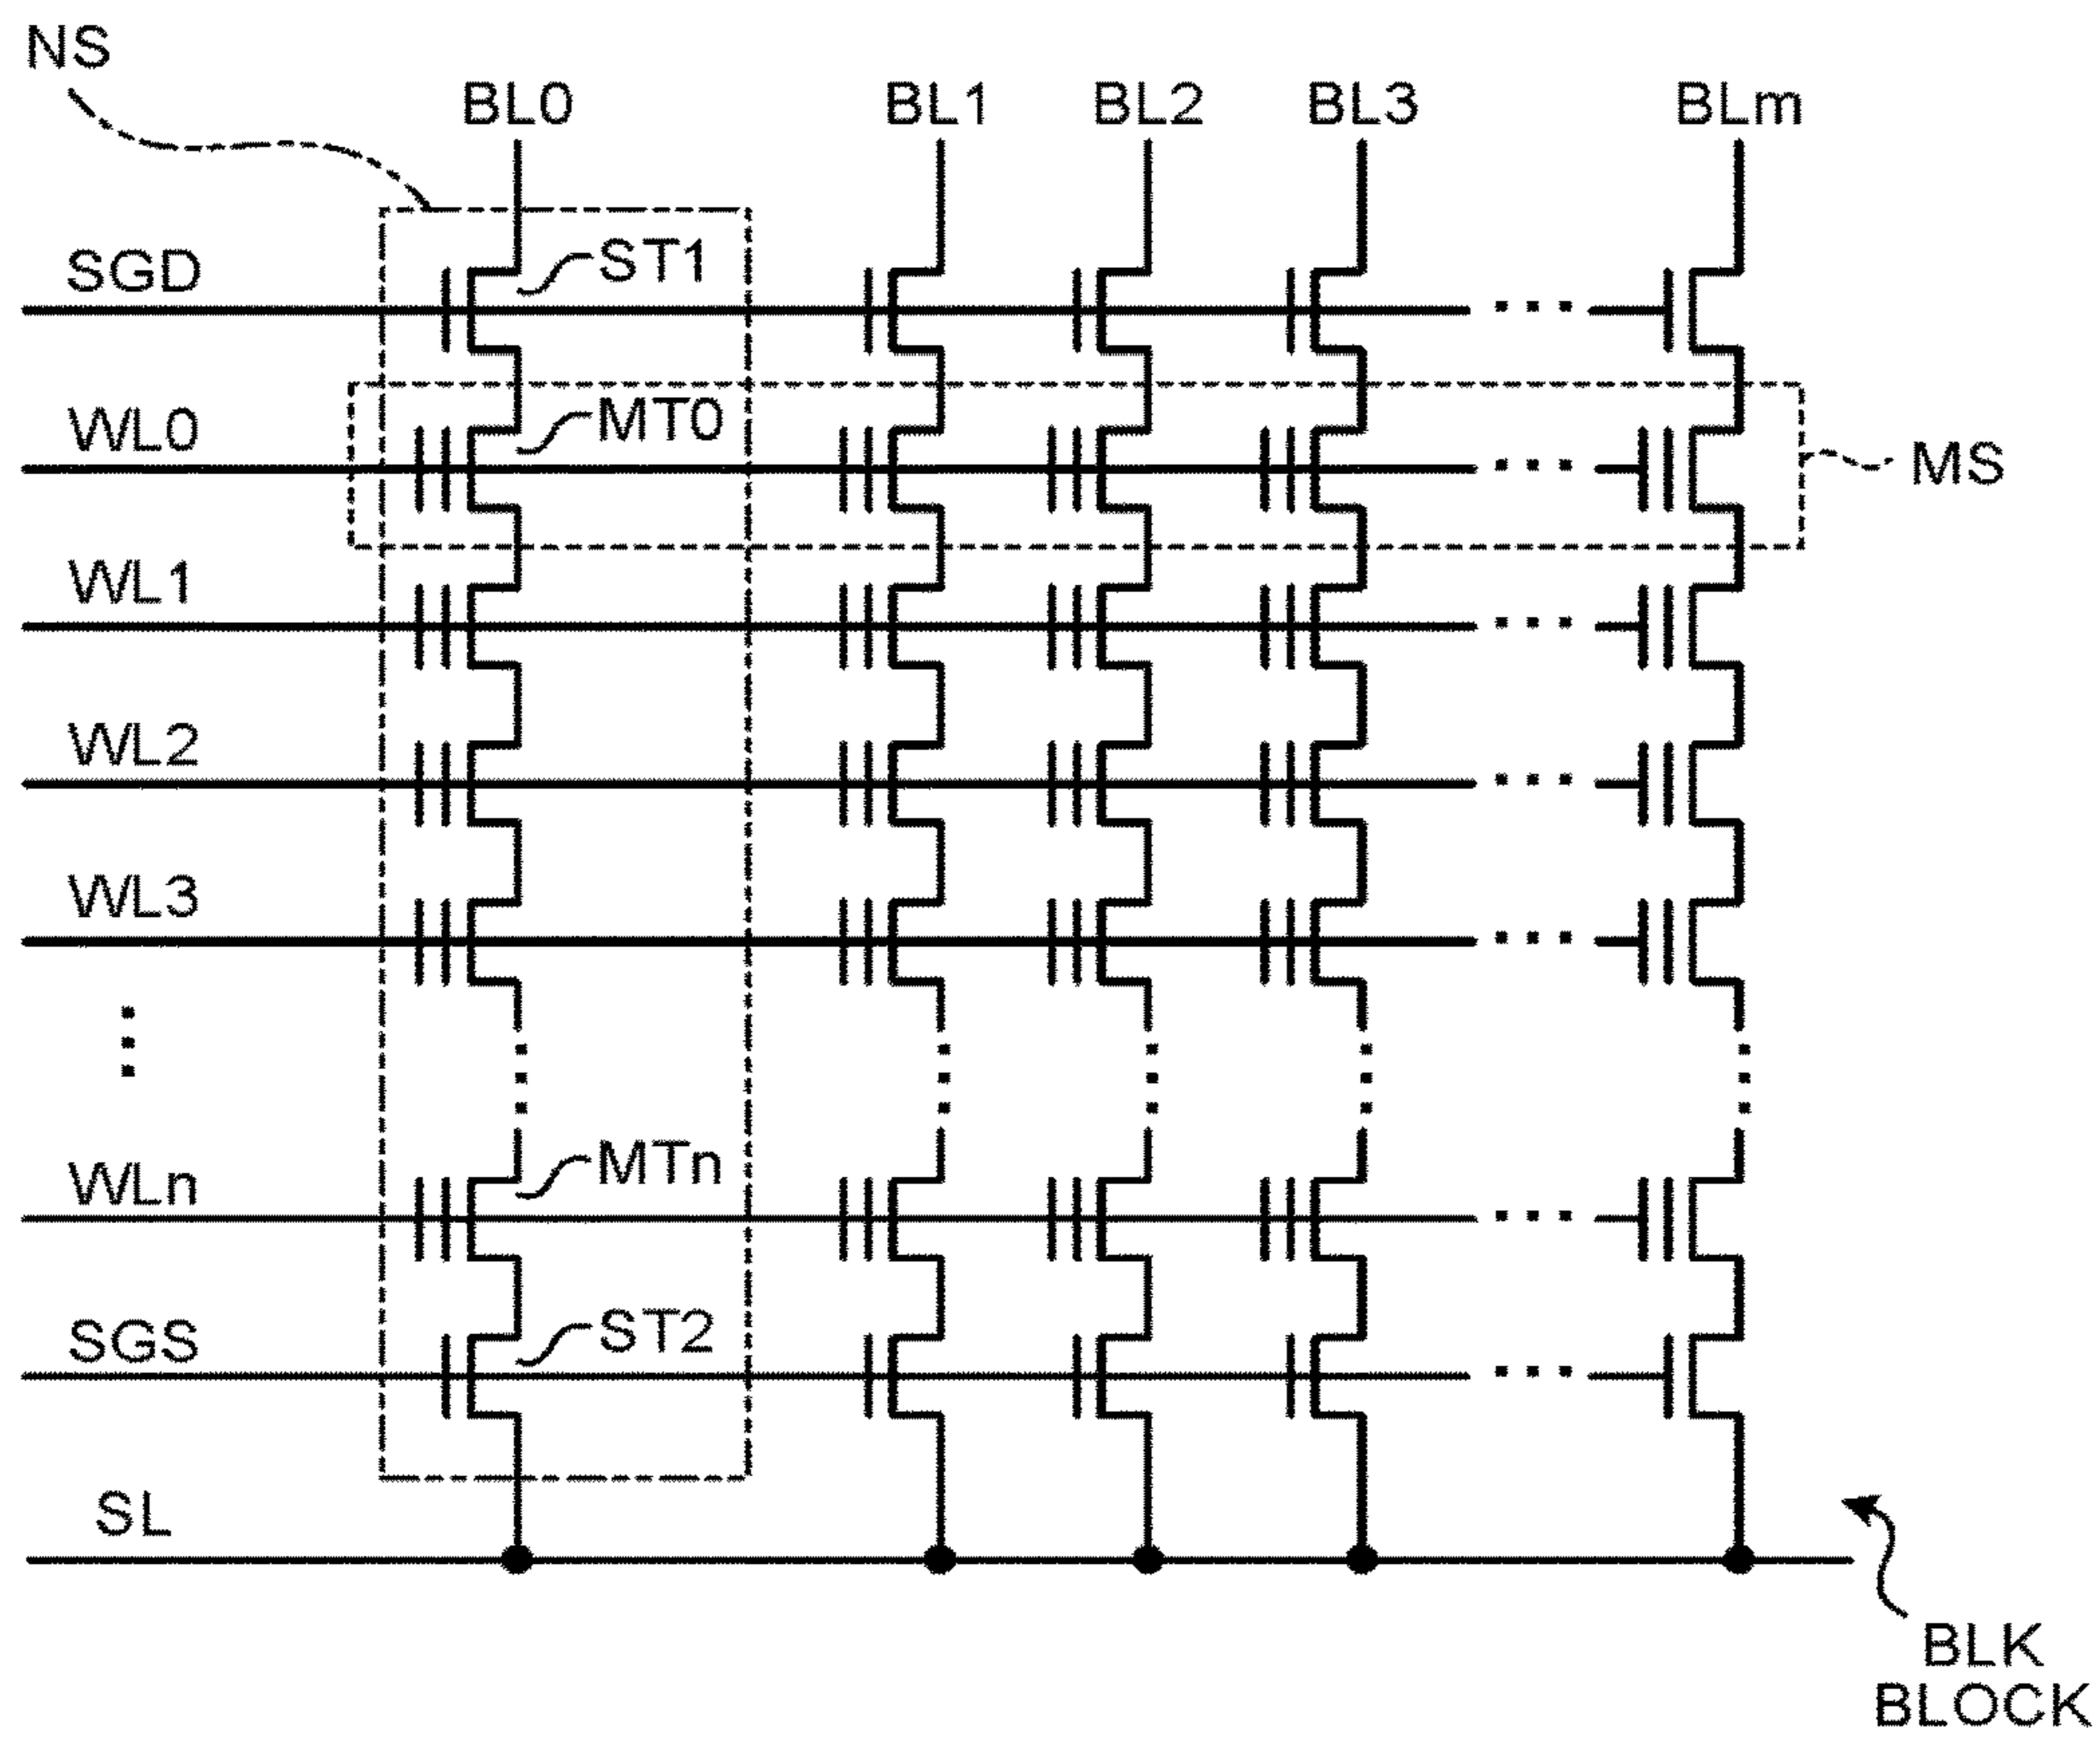 NS
BL0 BL1 BL2 BL3 BLm
SGD ST1
WL0 MT0 MS
WL1
WL2
WL3
WLn MTn
SGS ST2
SL
BLK
BLOCK